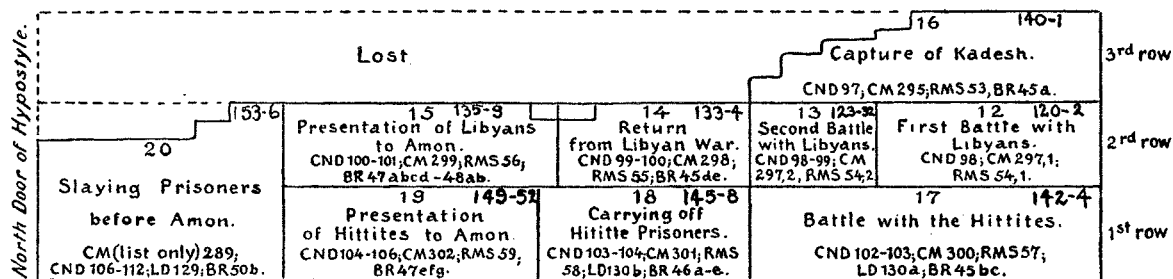 North Door of Hypostyle.
Lost
16 140-1
Capture of Kadesh.
CND 97; CM 295; RMS 53, BR 45a.
3rd row
153-6
20
Slaying Prisoners
before Amon.
CM (list only) 289,
CND 106-112; LD 129; BR 50b.
15 135-9
Presentation of Libyans
to Amon.
CND 100-101; CM 299; RMS 56;
BR 47abcd-48ab.
14 133-4
Return
from Libyan War.
CND 99-100; CM 298;
RMS 55; BR 45de.
13 123-32
Second Battle
with Libyans.
CND 98-99; CM
297,2, RMS 54,2
12 120-2
First Battle with
Libyans.
CND 98; CM 297,1;
RMS 54,1.
2nd row
19 149-52
Presentation
of Hittites to Amon.
CND 104-106; CM 302; RMS 59,
BR 47efg.
18 145-8
Carrying off
Hittite Prisoners.
CND 103-104; CM 301; RMS
58; LD 130b; BR 46 a-e.
17 142-4
Battle with the Hittites.
CND 102-103; CM 300; RMS 57;
LD 130a; BR 45bc.
1st row